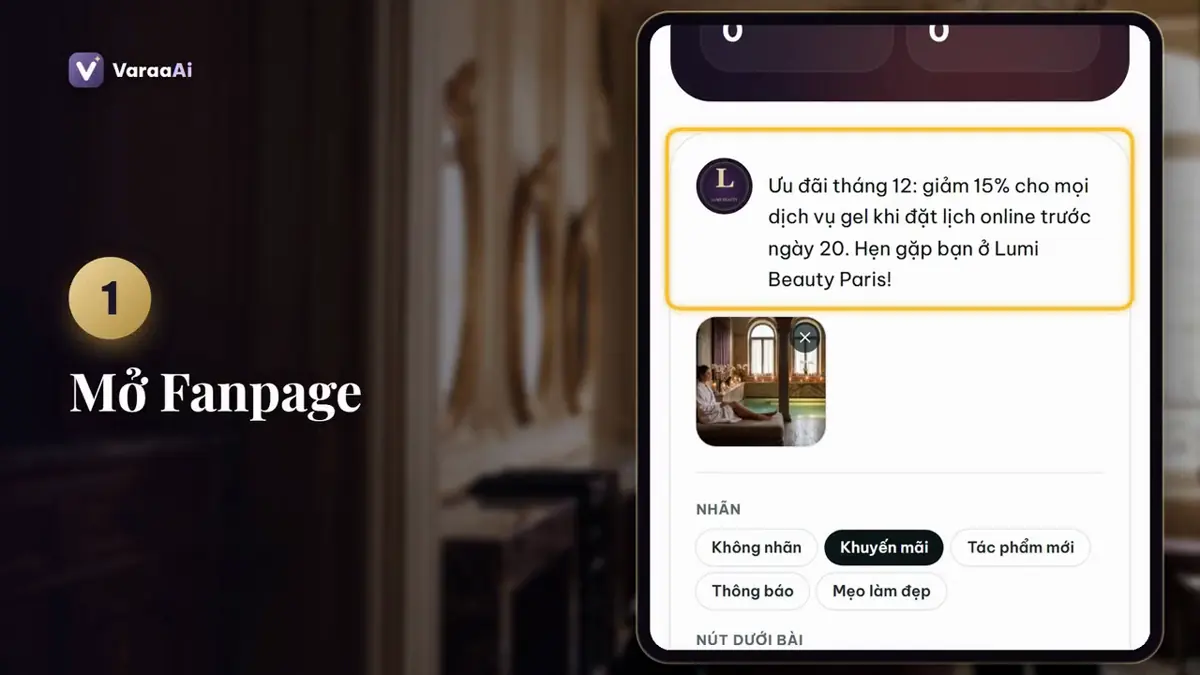 VaraaAi
1
Mở Fanpage
0 0
L
LUMI BEAUTY
Ưu đãi tháng 12: giảm 15% cho mọi
dịch vụ gel khi đặt lịch online trước
ngày 20. Hẹn gặp bạn ở Lumi
Beauty Paris!
NHÃN
Không nhãn Khuyến mãi Tác phẩm mới
Thông báo Mẹo làm đẹp
NÚT DƯỚI BÀI